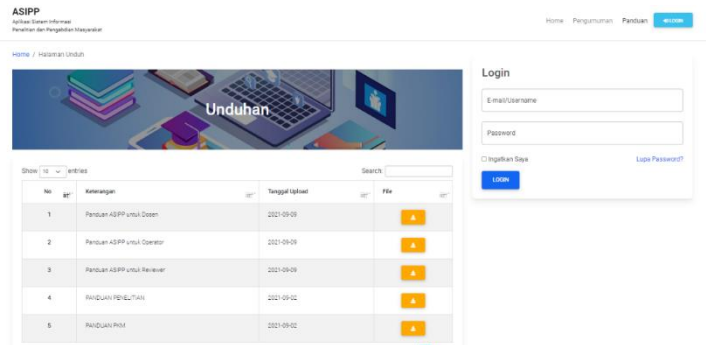 ASIPP
Aplikasi Sistem Informasi
Penelitian dan Pengabdian Masyarakat
Home Pengumuman Panduan LOGIN
Home / Halaman Unduh
Unduhan
Show 10 entries Search:
No Keterangan Tanggal Upload File
1 Panduan ASIPP untuk Dosen 2021-09-09
2 Panduan ASIPP untuk Operator 2021-09-09
3 Panduan ASIPP untuk Reviewer 2021-09-09
4 PANDUAN PENELITIAN 2021-09-02
5 PANDUAN PKM 2021-09-02
Login
E-mail/Username
Password
Ingatkan Saya Lupa Password?
LOGIN